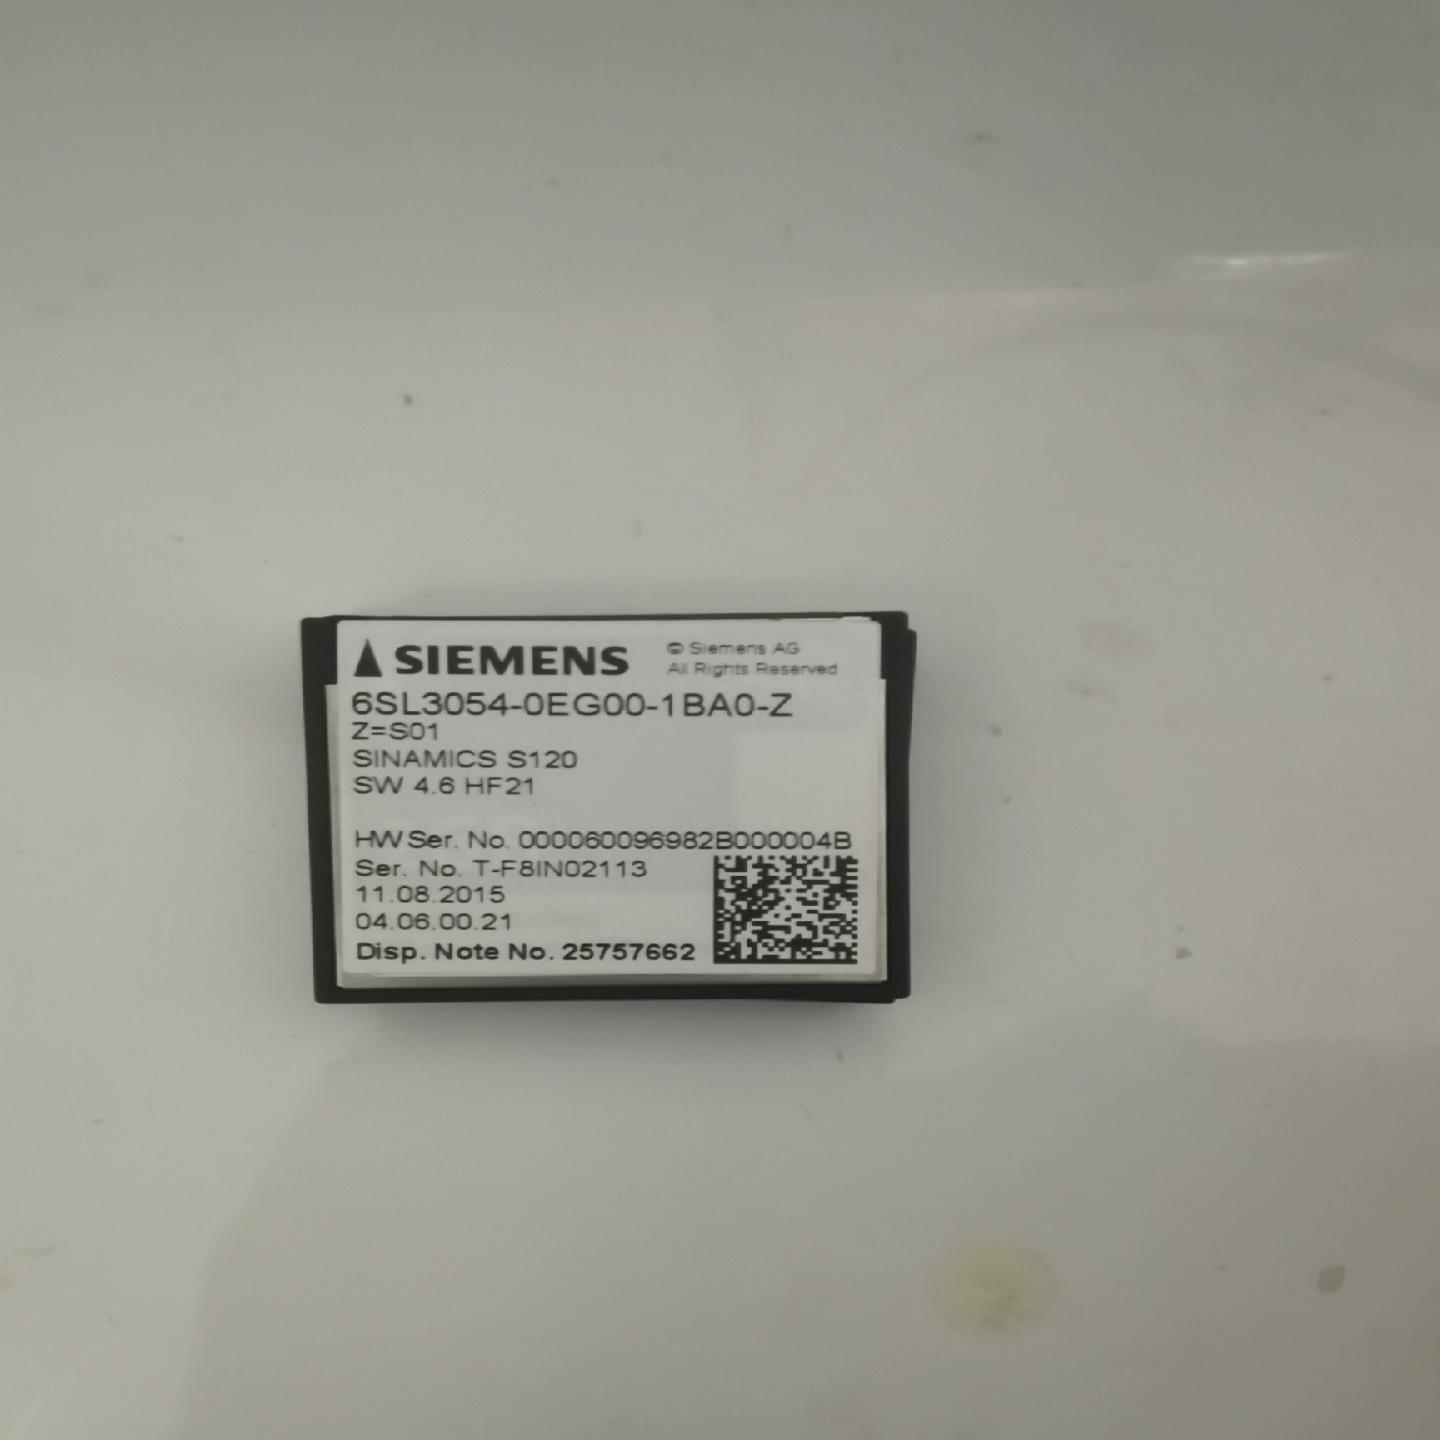 SIEMENS
© Siemens AG
All Rights Reserved
6SL3054-0EG00-1BA0-Z
Z=S01
SINAMICS S120
SW 4.6 HF21
HW Ser. No. 000060096982B000004B
Ser. No. T-F8IN02113
11.08.2015
04.06.00.21
Disp. Note No. 25757662